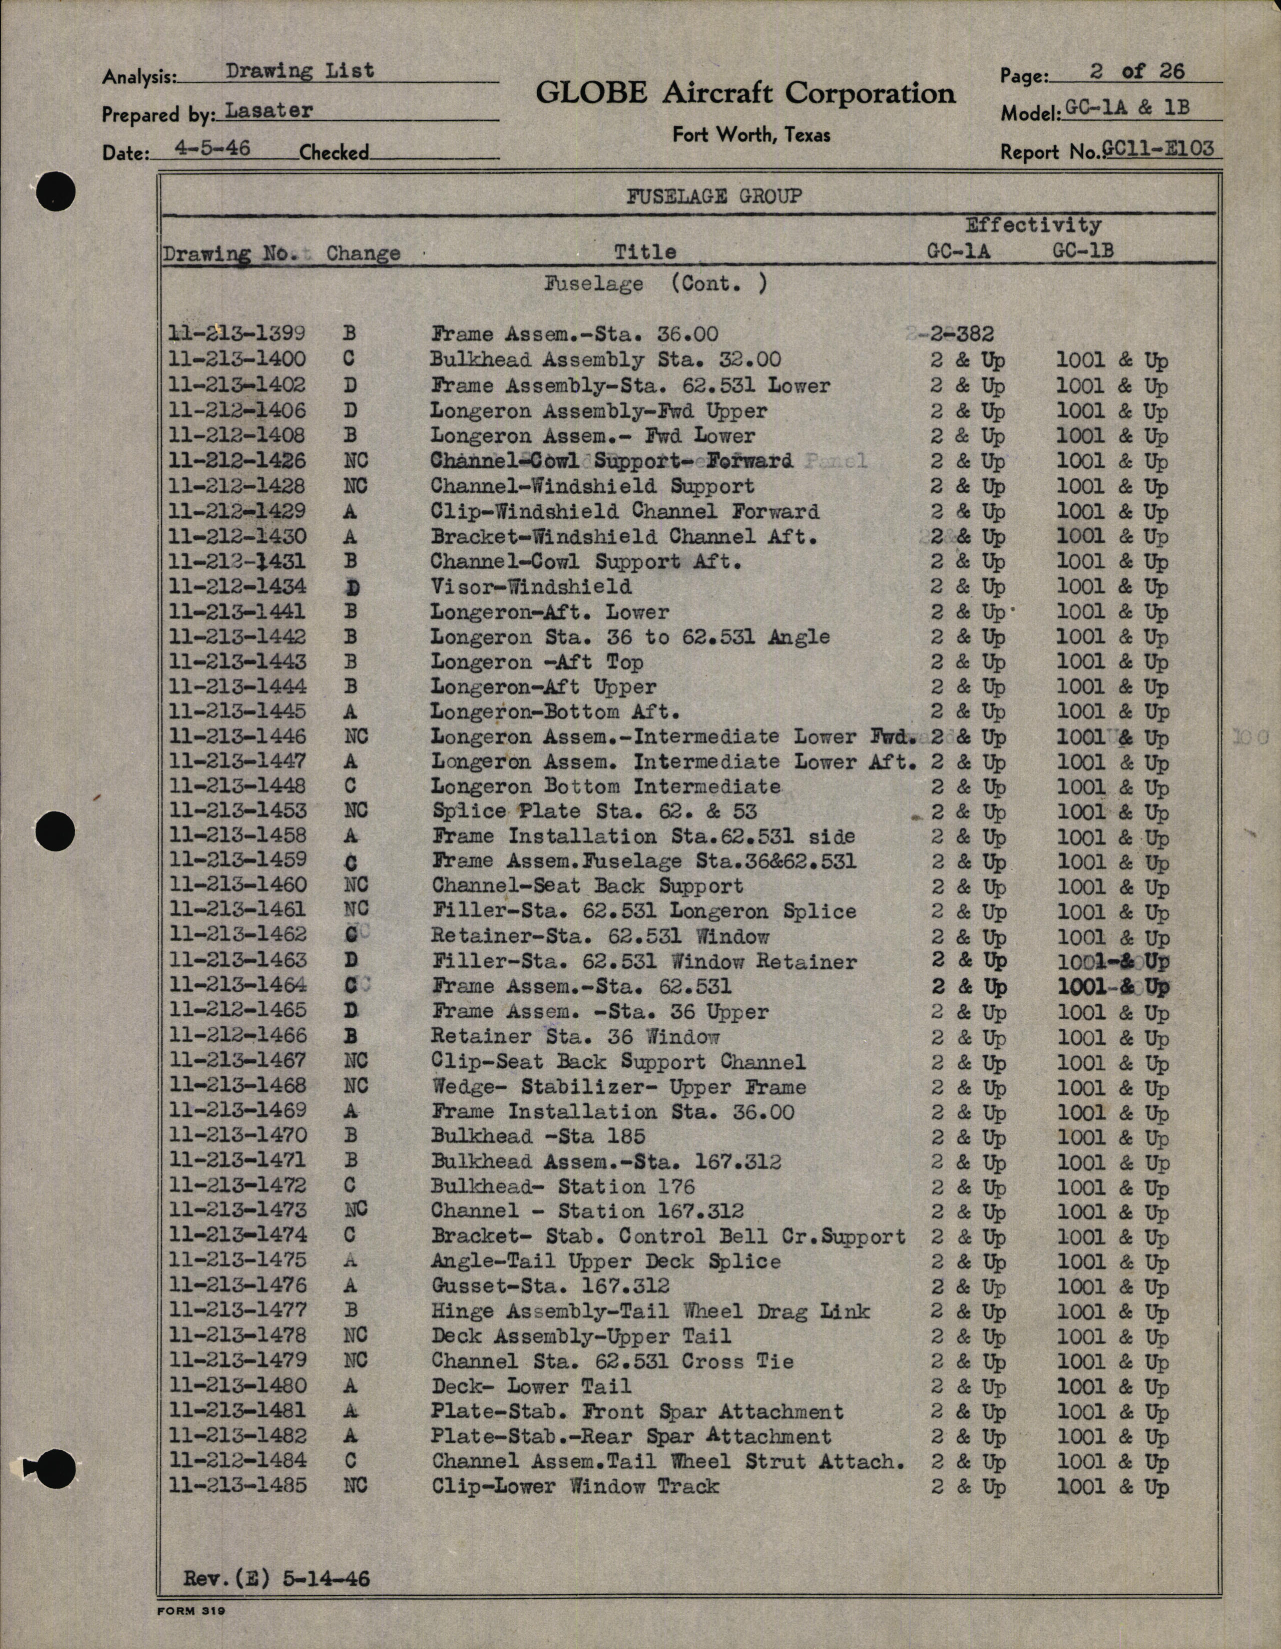 Analysis: Drawing List
Prepared by: Lasater
Date: 4-5-46 Checked
GLOBE Aircraft Corporation
Fort Worth, Texas
Page: 2 of 26
Model: GC-1A & 1B
Report No. GC11-E103
FUSELAGE GROUP
Effectivity
Drawing No. Change Title GC-1A GC-1B
Fuselage (Cont. )
11-213-1399 B Frame Assem.-Sta. 36.00 2-382
11-213-1400 C Bulkhead Assembly Sta. 32.00 2 & Up 1001 & Up
11-213-1402 D Frame Assembly-Sta. 62.531 Lower 2 & Up 1001 & Up
11-212-1406 D Longeron Assembly-Fwd Upper 2 & Up 1001 & Up
11-212-1408 B Longeron Assem.- Fwd Lower 2 & Up 1001 & Up
11-212-1426 NC Channel-Cowl Support- Forward 2 & Up 1001 & Up
11-212-1428 NC Channel-Windshield Support 2 & Up 1001 & Up
11-212-1429 A Clip-Windshield Channel Forward 2 & Up 1001 & Up
11-212-1430 A Bracket-Windshield Channel Aft. 2 & Up 1001 & Up
11-212-1431 B Channel-Cowl Support Aft. 2 & Up 1001 & Up
11-212-1434 D Visor-Windshield 2 & Up 1001 & Up
11-213-1441 B Longeron-Aft. Lower 2 & Up 1001 & Up
11-213-1442 B Longeron Sta. 36 to 62.531 Angle 2 & Up 1001 & Up
11-213-1443 B Longeron -Aft Top 2 & Up 1001 & Up
11-213-1444 B Longeron-Aft Upper 2 & Up 1001 & Up
11-213-1445 A Longeron-Bottom Aft. 2 & Up 1001 & Up
11-213-1446 NC Longeron Assem.-Intermediate Lower Fwd. 2 & Up 1001 & Up
11-213-1447 A Longeron Assem. Intermediate Lower Aft. 2 & Up 1001 & Up
11-213-1448 C Longeron Bottom Intermediate 2 & Up 1001 & Up
11-213-1453 NC Splice Plate Sta. 62. & 53 2 & Up 1001 & Up
11-213-1458 A Frame Installation Sta.62.531 side 2 & Up 1001 & Up
11-213-1459 C Frame Assem.Fuselage Sta.36&62.531 2 & Up 1001 & Up
11-213-1460 NC Channel-Seat Back Support 2 & Up 1001 & Up
11-213-1461 NC Filler-Sta. 62.531 Longeron Splice 2 & Up 1001 & Up
11-213-1462 C Retainer-Sta. 62.531 Window 2 & Up 1001 & Up
11-213-1463 D Filler-Sta. 62.531 Window Retainer 2 & Up 1001 & Up
11-213-1464 C Frame Assem.-Sta. 62.531 2 & Up 1001 & Up
11-212-1465 D Frame Assem. -Sta. 36 Upper 2 & Up 1001 & Up
11-212-1466 B Retainer Sta. 36 Window 2 & Up 1001 & Up
11-213-1467 NC Clip-Seat Back Support Channel 2 & Up 1001 & Up
11-213-1468 NC Wedge- Stabilizer- Upper Frame 2 & Up 1001 & Up
11-213-1469 A Frame Installation Sta. 36.00 2 & Up 1001 & Up
11-213-1470 B Bulkhead -Sta 185 2 & Up 1001 & Up
11-213-1471 B Bulkhead Assem.-Sta. 167.312 2 & Up 1001 & Up
11-213-1472 C Bulkhead- Station 176 2 & Up 1001 & Up
11-213-1473 NC Channel - Station 167.312 2 & Up 1001 & Up
11-213-1474 C Bracket- Stab. Control Bell Cr.Support 2 & Up 1001 & Up
11-213-1475 A Angle-Tail Upper Deck Splice 2 & Up 1001 & Up
11-213-1476 A Gusset-Sta. 167.312 2 & Up 1001 & Up
11-213-1477 B Hinge Assembly-Tail Wheel Drag Link 2 & Up 1001 & Up
11-213-1478 NC Deck Assembly-Upper Tail 2 & Up 1001 & Up
11-213-1479 NC Channel Sta. 62.531 Cross Tie 2 & Up 1001 & Up
11-213-1480 A Deck- Lower Tail 2 & Up 1001 & Up
11-213-1481 A Plate-Stab. Front Spar Attachment 2 & Up 1001 & Up
11-213-1482 A Plate-Stab.-Rear Spar Attachment 2 & Up 1001 & Up
11-212-1484 C Channel Assem.Tail Wheel Strut Attach. 2 & Up 1001 & Up
11-213-1485 NC Clip-Lower Window Track 2 & Up 1001 & Up
Rev.(E) 5-14-46
FORM 319